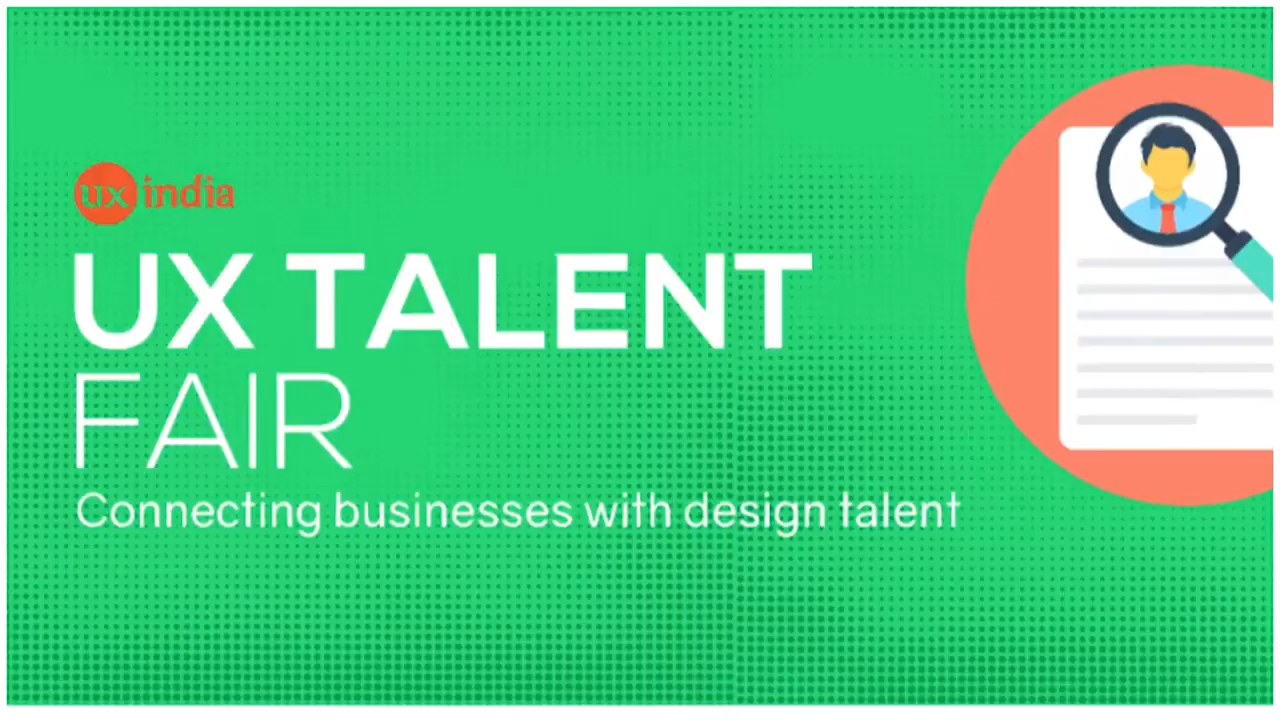 ux india
UX TALENT
FAIR
Connecting businesses with design talent